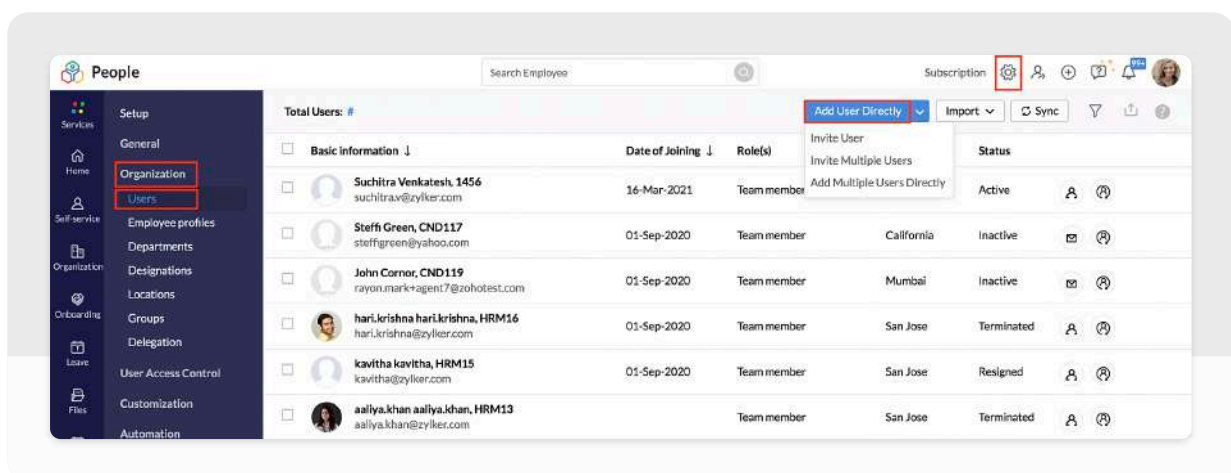 People
Search Employee
Subscription
99+
Services
Home
Self-service
Organization
Onboarding
Leave
Files
Setup
General
Organization
Users
Employee profiles
Departments
Designations
Locations
Groups
Delegation
User Access Control
Customization
Automation
Total Users: #
Add User Directly
Import
Sync
Invite User
Invite Multiple Users
Add Multiple Users Directly
Basic information ↓ Date of Joining ↓ Role(s) Status
Suchitra Venkatesh, 1456
suchitra.v@zylker.com
16-Mar-2021 Team member Active
Steffi Green, CND117
steffigreen@yahoo.com
01-Sep-2020 Team member California Inactive
John Cornor, CND119
rayon.mark+agent7@zohotest.com
01-Sep-2020 Team member Mumbai Inactive
hari.krishna hari.krishna, HRM16
hari.krishna@zylker.com
01-Sep-2020 Team member San Jose Terminated
kavitha kavitha, HRM15
kavitha@zylker.com
01-Sep-2020 Team member San Jose Resigned
aaliya.khan aaliya.khan, HRM13
aaliya.khan@zylker.com
Team member San Jose Terminated